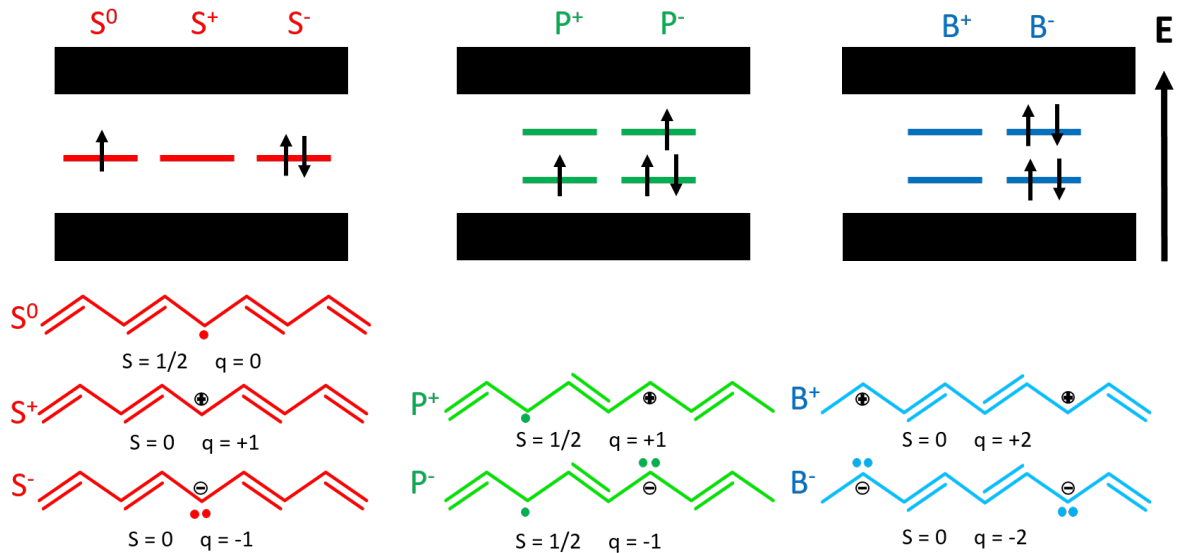 S⁰ S⁺ S⁻ P⁺ P⁻ B⁺ B⁻ E
S⁰
S = 1/2 q = 0
S⁺ P⁺ B⁺
S = 0 q = +1 S = 1/2 q = +1 S = 0 q = +2
S⁻ P⁻ B⁻
S = 0 q = -1 S = 1/2 q = -1 S = 0 q = -2